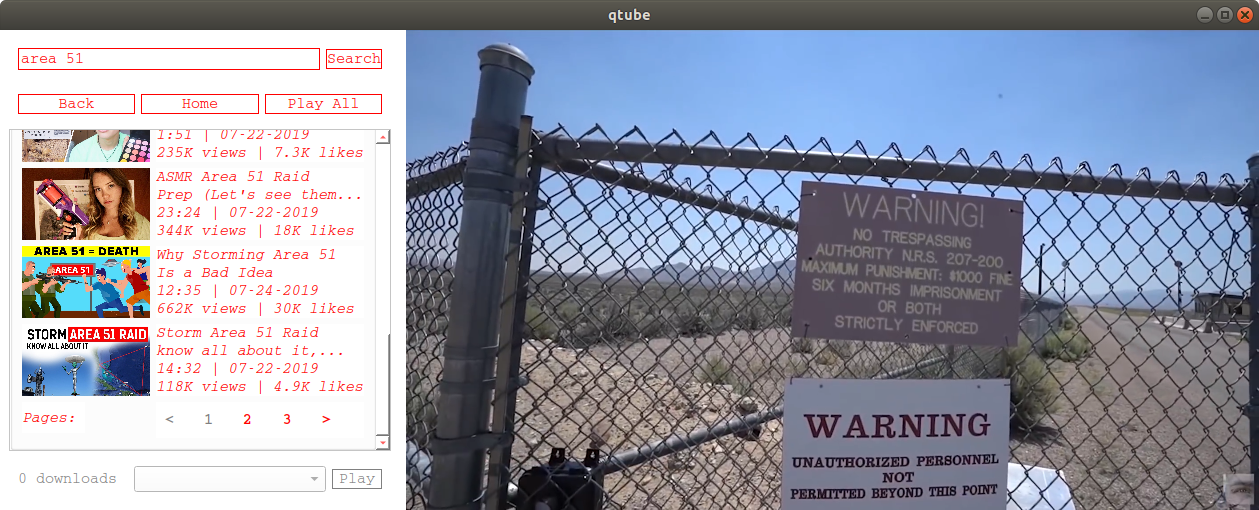 qtube
area 51
Search
Back
Home
Play All
1:51 | 07-22-2019
235K views | 7.3K likes
ASMR Area 51 Raid
Prep (Let's see them...
23:24 | 07-22-2019
344K views | 18K likes
AREA 51 = DEATH
AREA 51
Why Storming Area 51
Is a Bad Idea
12:35 | 07-24-2019
662K views | 30K likes
STORM AREA 51 RAID
KNOW ALL ABOUT IT
Storm Area 51 Raid
know all about it,...
14:32 | 07-22-2019
118K views | 4.9K likes
Pages:
< 1 2 3 >
0 downloads
Play
WARNING!
NO TRESPASSING
AUTHORITY N.R.S. 207-200
MAXIMUM PUNISHMENT: $1000 FINE
SIX MONTHS IMPRISONMENT
OR BOTH
STRICTLY ENFORCED
WARNING
UNAUTHORIZED PERSONNEL
NOT
PERMITTED BEYOND THIS POINT